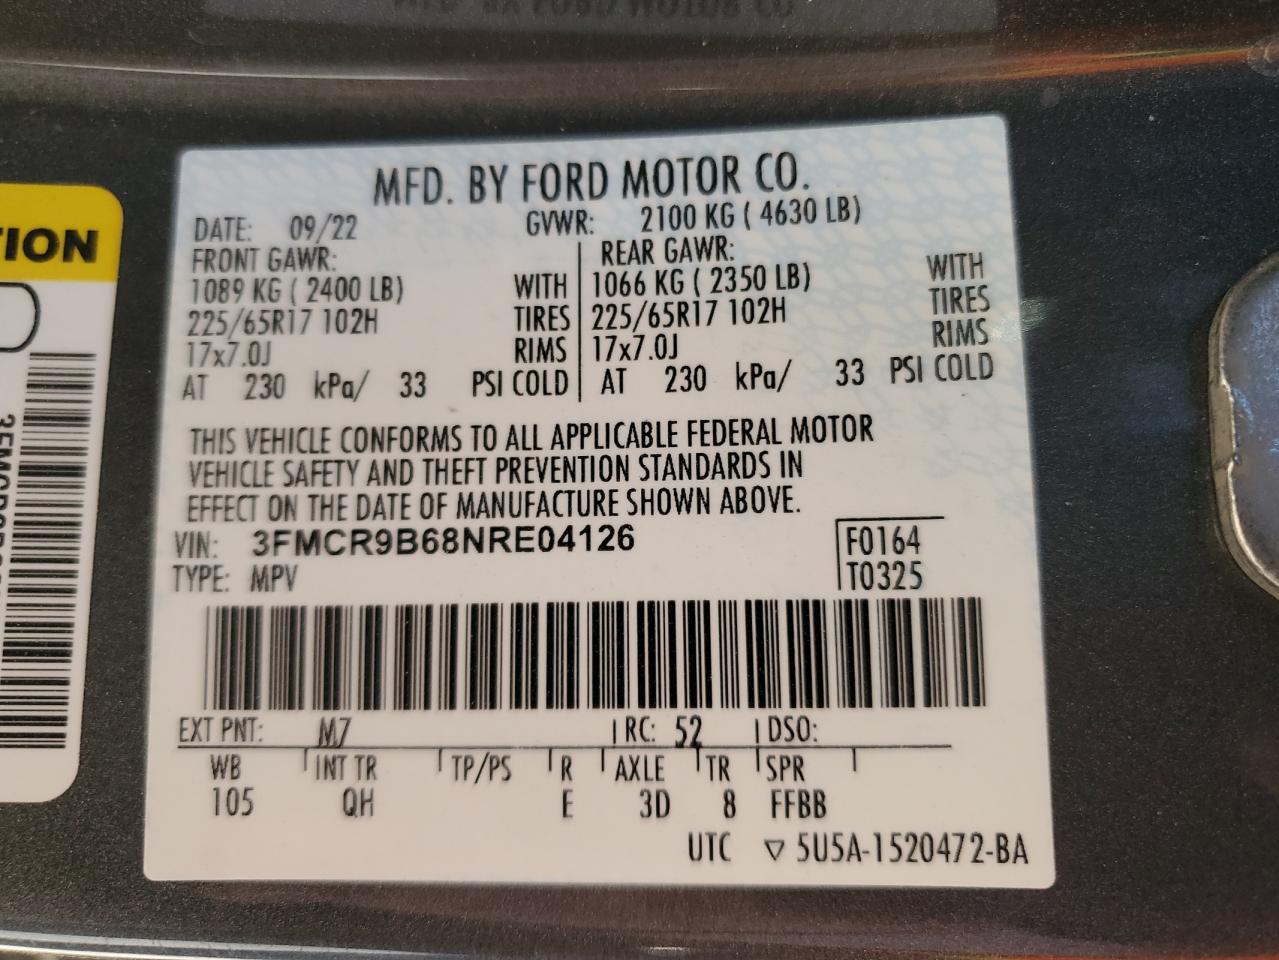 MFD. BY FORD MOTOR CO
MFD. BY FORD MOTOR CO.
DATE: 09/22 GVWR: 2100 KG ( 4630 LB)
FRONT GAWR: REAR GAWR:
1089 KG ( 2400 LB) WITH 1066 KG ( 2350 LB) WITH
225/65R17 102H TIRES 225/65R17 102H TIRES
17x7.0J RIMS 17x7.0J RIMS
AT 230 kPa/ 33 PSI COLD AT 230 kPa/ 33 PSI COLD
THIS VEHICLE CONFORMS TO ALL APPLICABLE FEDERAL MOTOR
VEHICLE SAFETY AND THEFT PREVENTION STANDARDS IN
EFFECT ON THE DATE OF MANUFACTURE SHOWN ABOVE.
VIN: 3FMCR9B68NRE04126 F0164
TYPE: MPV T0325
EXT PNT: M7 RC: 52 DSO:
WB INT TR TP/PS R AXLE TR SPR
105 QH E 3D 8 FFBB
UTC ▽ 5U5A-1520472-BA
TION